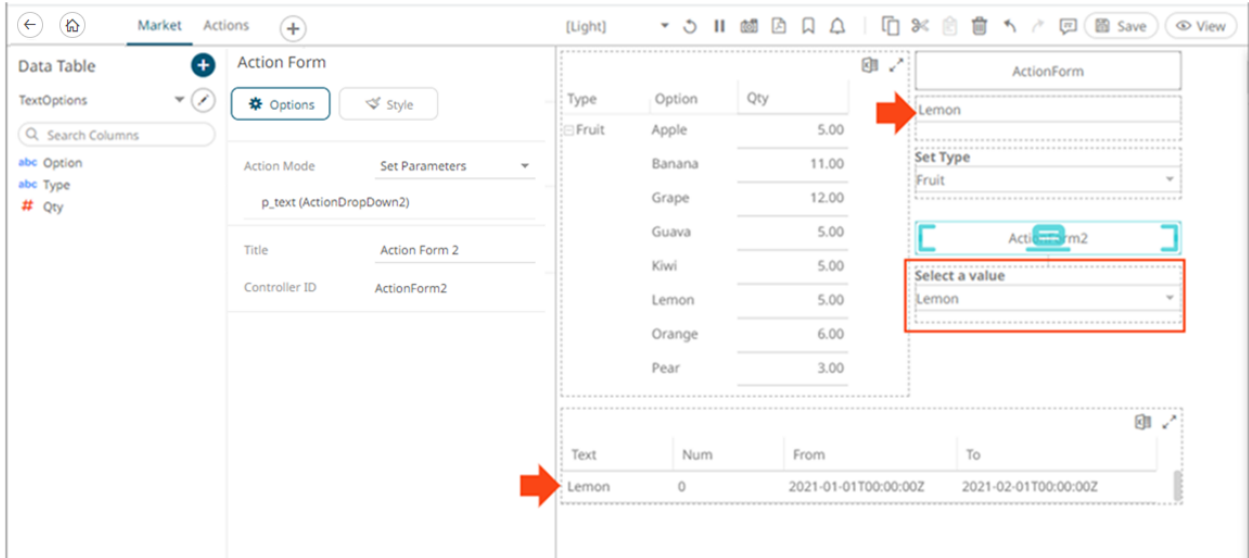 Market Actions [Light] Save View
Data Table
TextOptions
Search Columns
abc Option
abc Type
# Qty
Action Form
Options Style
Action Mode Set Parameters
p_text (ActionDropDown2)
Title Action Form 2
Controller ID ActionForm2
Type Option Qty
Fruit Apple 5.00
Banana 11.00
Grape 12.00
Guava 5.00
Kiwi 5.00
Lemon 5.00
Orange 6.00
Pear 3.00
ActionForm
Lemon
Set Type
Fruit
ActionForm2
Select a value
Lemon
Text Num From To
Lemon 0 2021-01-01T00:00:00Z 2021-02-01T00:00:00Z